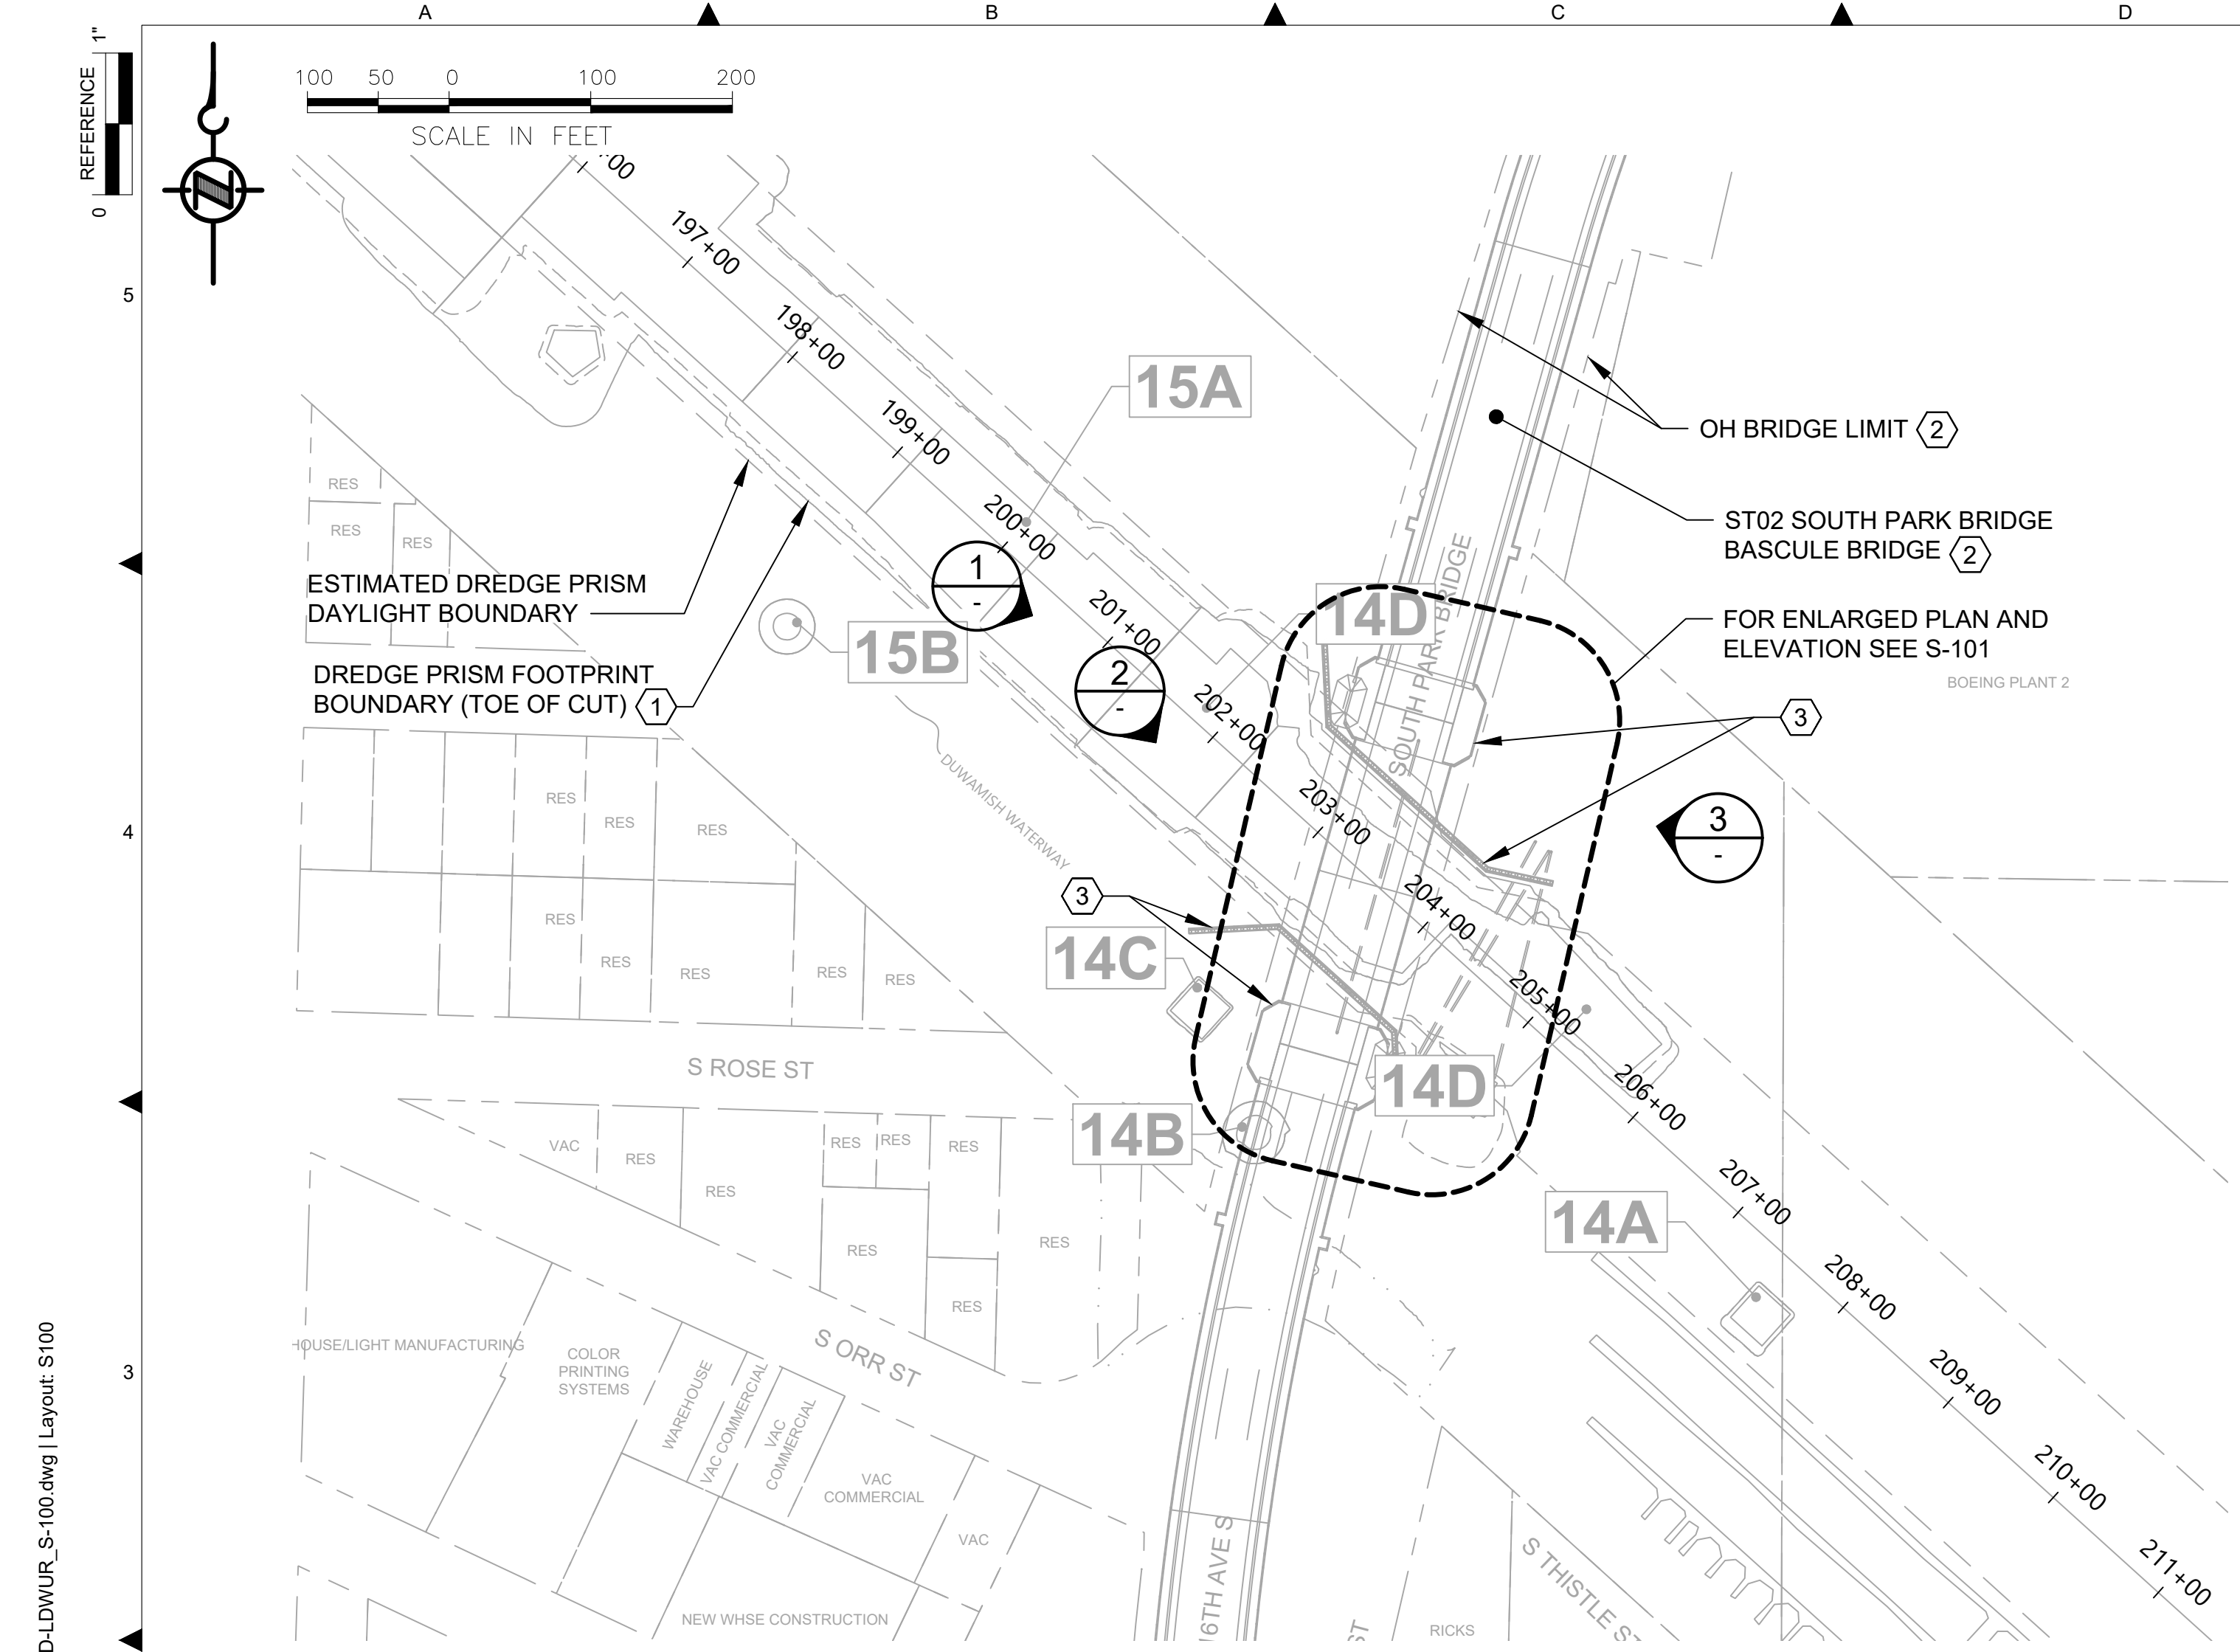 A
B
C
D
REFERENCE
0
1"
100 50 0 100 200
SCALE IN FEET
5
4
3
197+00
198+00
199+00
200+00
201+00
202+00
203+00
204+00
205+00
206+00
207+00
208+00
209+00
210+00
211+00
15A
OH BRIDGE LIMIT 2
ST02 SOUTH PARK BRIDGE
BASCULE BRIDGE 2
FOR ENLARGED PLAN AND
ELEVATION SEE S-101
BOEING PLANT 2
3
RES
RES
RES
ESTIMATED DREDGE PRISM
DAYLIGHT BOUNDARY
DREDGE PRISM FOOTPRINT
BOUNDARY (TOE OF CUT) 1
1
-
2
-
3
-
15B
14D
SOUTH PARK BRIDGE
DUWAMISH WATERWAY
3
14C
14D
14B
14A
RES
RES
RES
RES
RES
RES
RES
RES
S ROSE ST
VAC
RES
RES
RES
RES
RES
RES
RES
RES
S ORR ST
HOUSE/LIGHT MANUFACTURING
COLOR
PRINTING
SYSTEMS
WAREHOUSE
VAC COMMERCIAL
VAC
COMMERCIAL
VAC
COMMERCIAL
VAC
NEW WHSE CONSTRUCTION
16TH AVE S
ST
RICKS
S THISTLE ST
D-LDWUR_S-100.dwg | Layout: S100